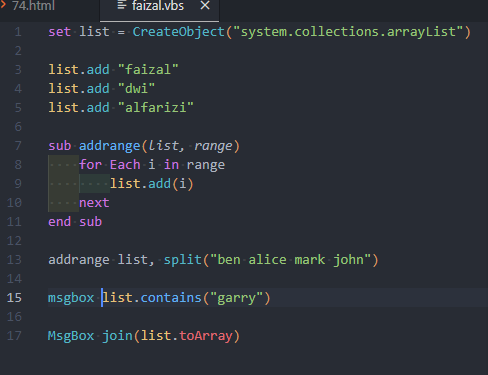 74.html faizal.vbs ×
1 set list = CreateObject("system.collections.arrayList")
2
3 list.add "faizal"
4 list.add "dwi"
5 list.add "alfarizi"
6
7 sub addrange(list, range)
8 for Each i in range
9 list.add(i)
10 next
11 end sub
12
13 addrange list, split("ben alice mark john")
14
15 msgbox list.contains("garry")
16
17 MsgBox join(list.toArray)